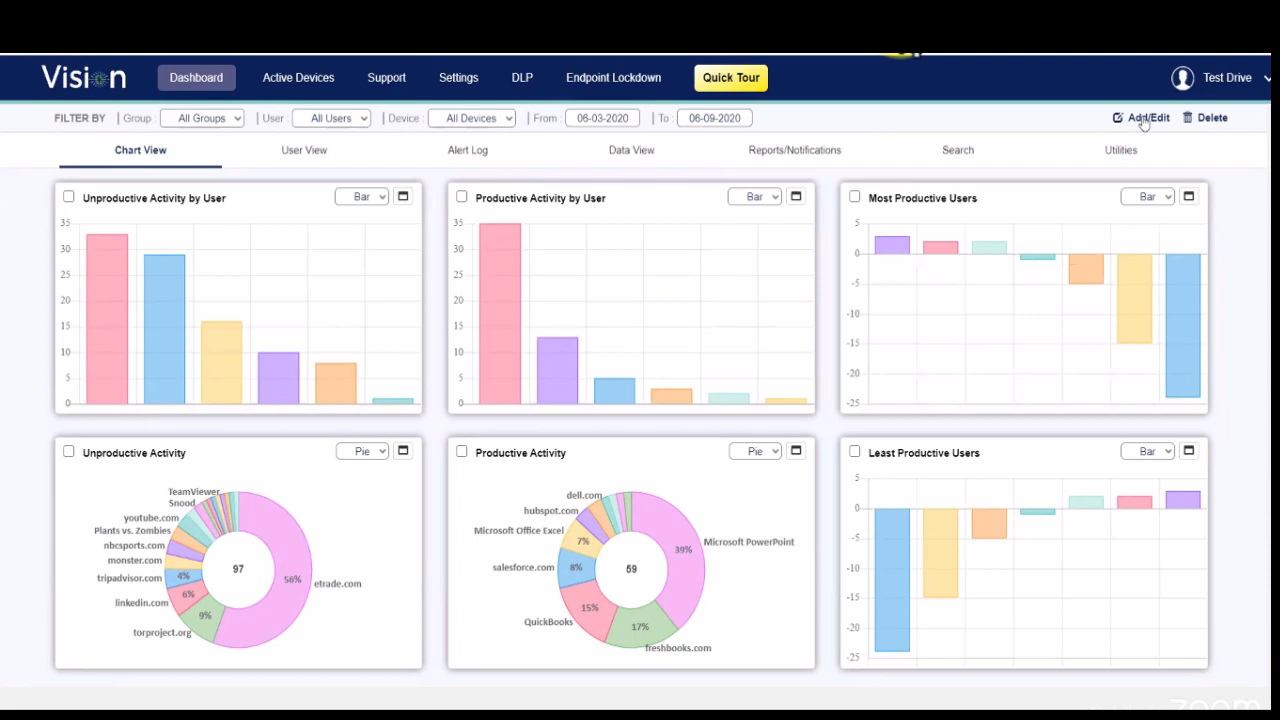 Vision Dashboard Active Devices Support Settings DLP Endpoint Lockdown Quick Tour Test Drive
FILTER BY | Group : All Groups | User : All Users | Device : All Devices | From : 06-03-2020 | To : 06-09-2020 Add/Edit Delete
Chart View User View Alert Log Data View Reports/Notifications Search Utilities
Unproductive Activity by User Bar
35
30
25
20
15
10
5
0
Productive Activity by User Bar
35
30
25
20
15
10
5
0
Most Productive Users Bar
5
0
-5
-10
-15
-20
-25
Unproductive Activity Pie
TeamViewer
Snood
youtube.com
Plants vs. Zombies
nbcsports.com
monster.com
tripadvisor.com
linkedin.com
torproject.org
etrade.com
4%
6%
9%
56%
97
Productive Activity Pie
dell.com
hubspot.com
Microsoft Office Excel
salesforce.com
QuickBooks
freshbooks.com
Microsoft PowerPoint
7%
8%
15%
17%
39%
59
Least Productive Users Bar
5
0
-5
-10
-15
-20
-25
zoom